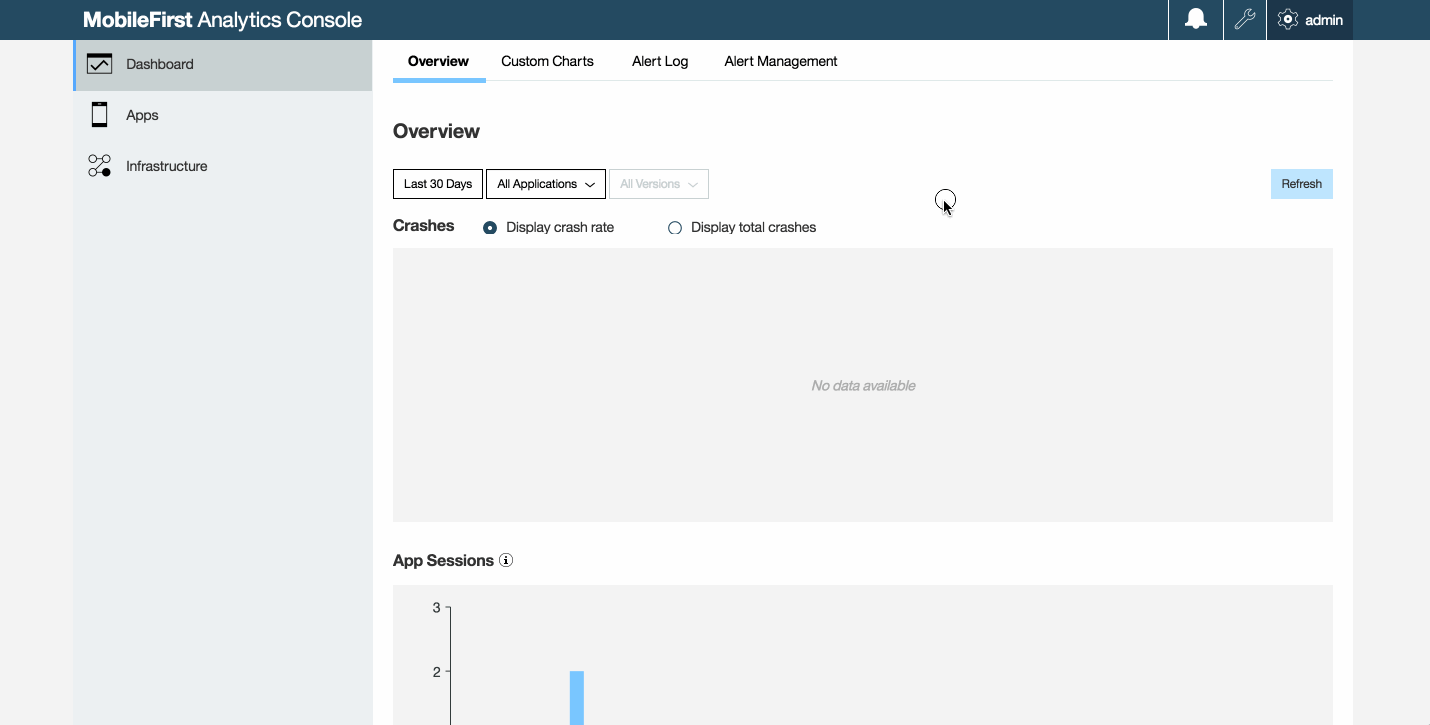 MobileFirst Analytics Console
admin
Dashboard
Apps
Infrastructure
Overview Custom Charts Alert Log Alert Management
Overview
Last 30 Days All Applications All Versions Refresh
Crashes Display crash rate Display total crashes
No data available
App Sessions
3
2